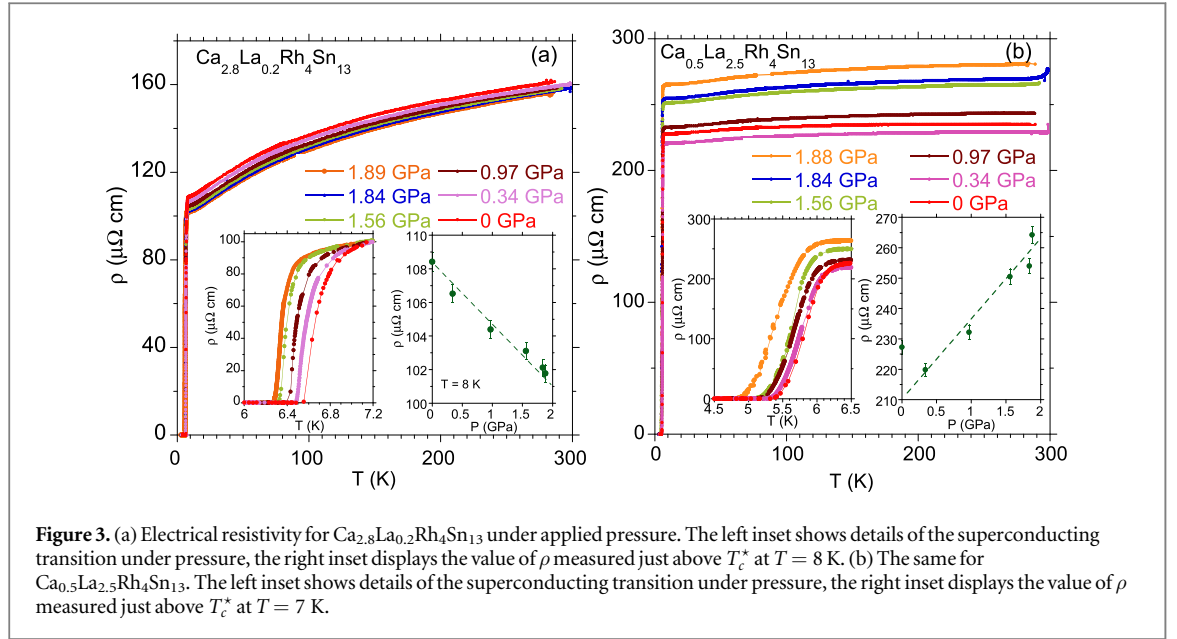 (a)
Ca2.8La0.2Rh4Sn13
ρ (μΩ cm)
160
120
80
40
0
0
100
200
300
T (K)
1.89 GPa
0.97 GPa
1.84 GPa
0.34 GPa
1.56 GPa
0 GPa
ρ (μΩ cm)
100
80
60
40
20
0
6
6.4
6.8
7.2
T (K)
ρ (μΩ cm)
110
108
106
104
102
100
T = 8 K
0
0.5
1
1.5
2
P (GPa)
(b)
Ca0.5La2.5Rh4Sn13
ρ (μΩ cm)
300
200
100
0
0
100
200
300
T (K)
1.88 GPa
0.97 GPa
1.84 GPa
0.34 GPa
1.56 GPa
0 GPa
ρ (μΩ cm)
300
200
100
0
4.5
5
5.5
6
6.5
T (K)
ρ (μΩ cm)
270
260
250
240
230
220
210
0
0.5
1
1.5
2
P (GPa)
Figure 3. (a) Electrical resistivity for Ca2.8La0.2Rh4Sn13 under applied pressure. The left inset shows details of the superconducting
transition under pressure, the right inset displays the value of ρ measured just above Tc⋆ at T = 8 K. (b) The same for
Ca0.5La2.5Rh4Sn13. The left inset shows details of the superconducting transition under pressure, the right inset displays the value of ρ
measured just above Tc⋆ at T = 7 K.